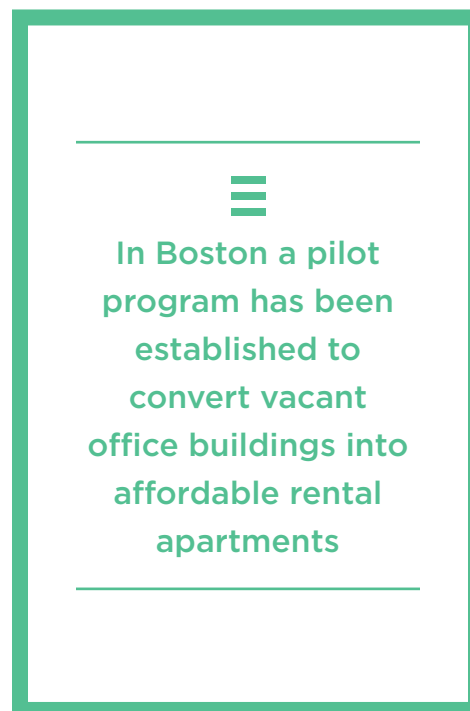 In Boston a pilot
program has been
established to
convert vacant
office buildings into
affordable rental
apartments